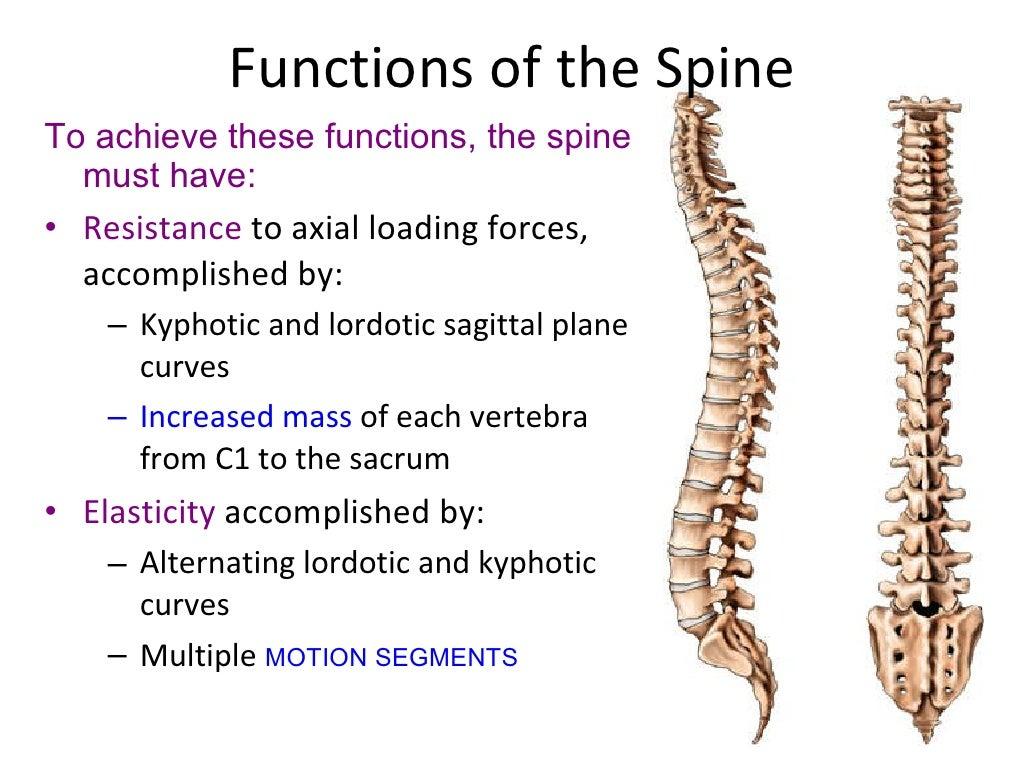 Functions of the Spine
To achieve these functions, the spine
must have:
• Resistance to axial loading forces,
accomplished by:
– Kyphotic and lordotic sagittal plane
curves
– Increased mass of each vertebra
from C1 to the sacrum
• Elasticity accomplished by:
– Alternating lordotic and kyphotic
curves
– Multiple MOTION SEGMENTS